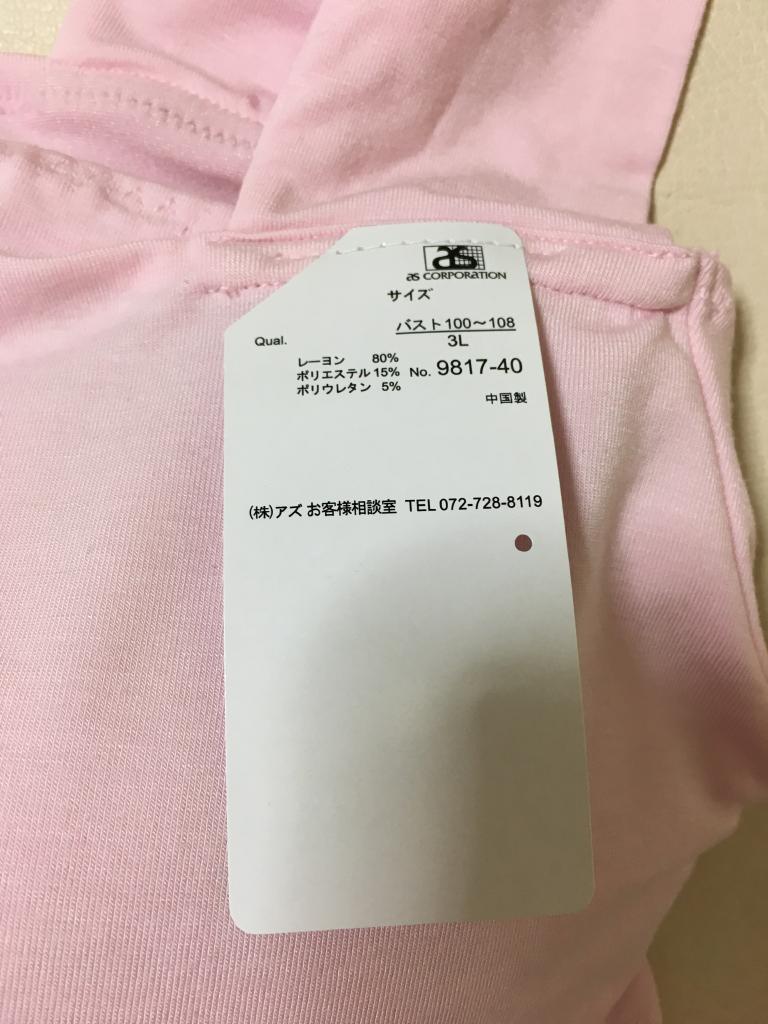 as
as CORPORATION
サイズ
バスト100～108
3L
Qual.
レーヨン 80%
ポリエステル 15%
ポリウレタン 5%
No. 9817-40
中国製
(株)アズ お客様相談室 TEL 072-728-8119